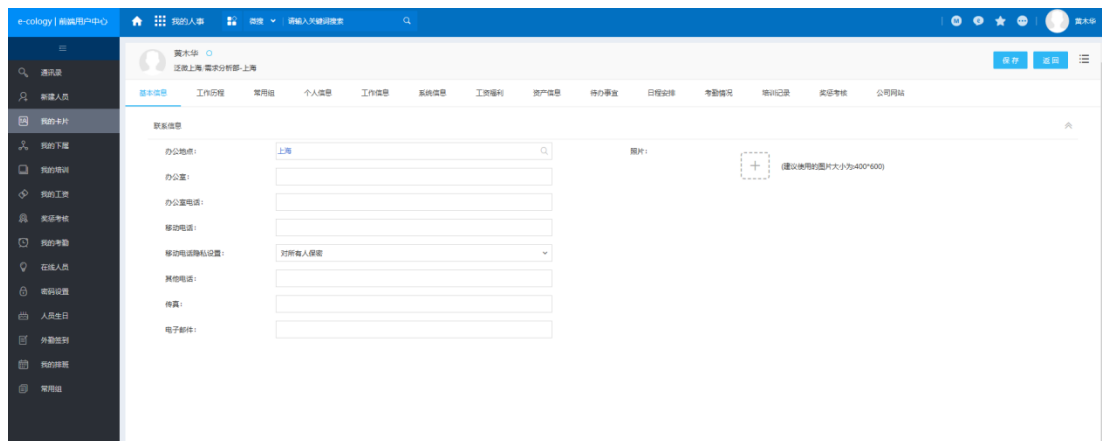 e-cology | 前端用户中心 我的人事 微搜 请输入关键词搜索 黄木华
通讯录
新建人员
我的卡片
我的下属
我的培训
我的工资
奖惩考核
我的考勤
在线人员
密码设置
人员生日
外勤签到
我的排班
常用组
黄木华
泛微上海/需求分析部-上海
保存 返回
基本信息 工作历程 常用组 个人信息 工作信息 系统信息 工资福利 资产信息 待办事宜 日程安排 考勤情况 培训记录 奖惩考核 公司网站
联系信息
办公地点： 上海 照片：
(建议使用的图片大小为:400*600)
办公室：
办公室电话：
移动电话：
移动电话隐私设置： 对所有人保密
其他电话：
传真：
电子邮件：